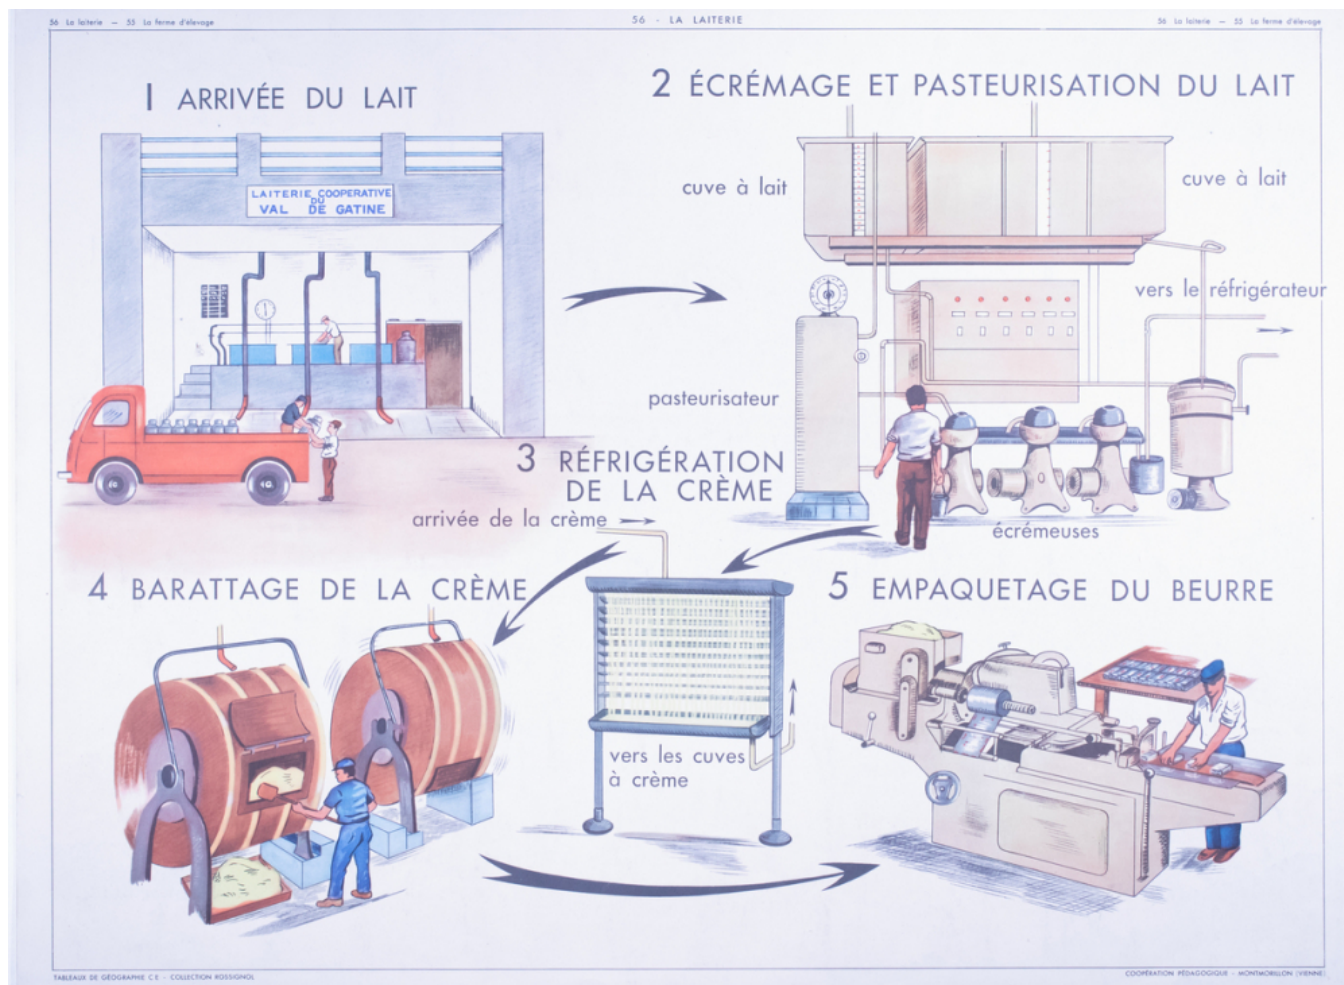 56 La laiterie — 55 La ferme d'élevage
56 - LA LAITERIE
56 La laiterie — 55 La ferme d'élevage
1 ARRIVÉE DU LAIT
LAITERIE COOPERATIVE
DU
VAL DE GATINE
2 ÉCRÉMAGE ET PASTEURISATION DU LAIT
cuve à lait
cuve à lait
vers le réfrigérateur
pasteurisateur
écrémeuses
3 RÉFRIGÉRATION
DE LA CRÈME
arrivée de la crème
vers les cuves
à crème
4 BARATTAGE DE LA CRÈME
5 EMPAQUETAGE DU BEURRE
TABLEAUX DE GÉOGRAPHIE C E - COLLECTION ROSSIGNOL
COOPÉRATION PÉDAGOGIQUE - MONTMORILLON (VIENNE)